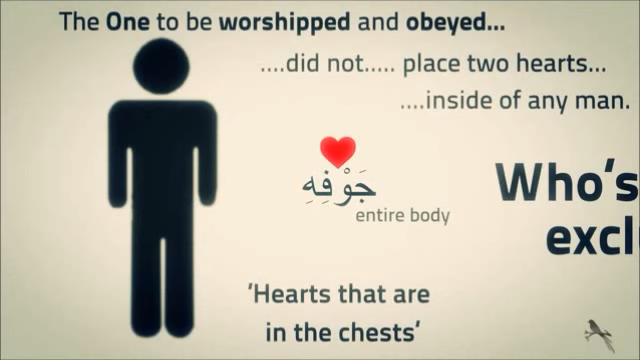 The One to be worshipped and obeyed...
....did not..... place two hearts...
....inside of any man.
جَوْفِهِ
entire body
Who's
'Hearts that are
in the chests'